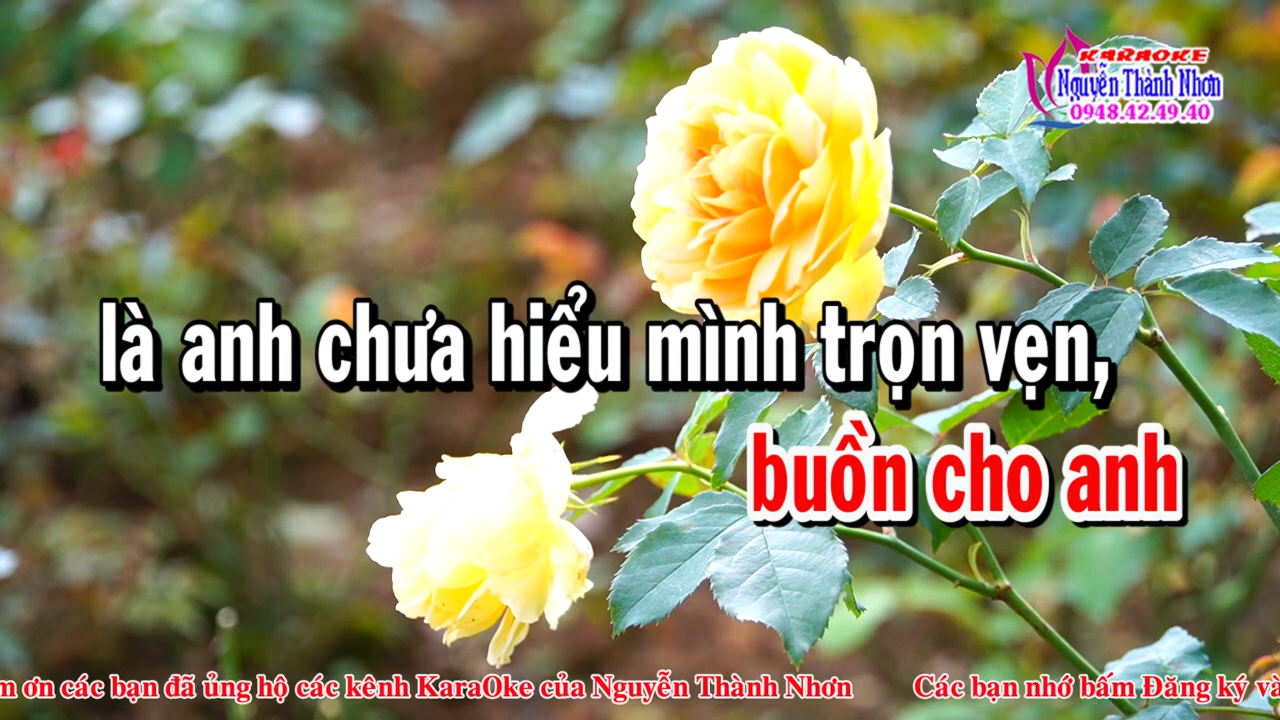 KARAOKE
Nguyễn Thành Nhơn
0948.42.49.40
là anh chưa hiểu mình trọn vẹn,
buồn cho anh
ơn các bạn đã ủng hộ các kênh KaraOke của Nguyễn Thành Nhơn Các bạn nhớ bấm Đăng ký và